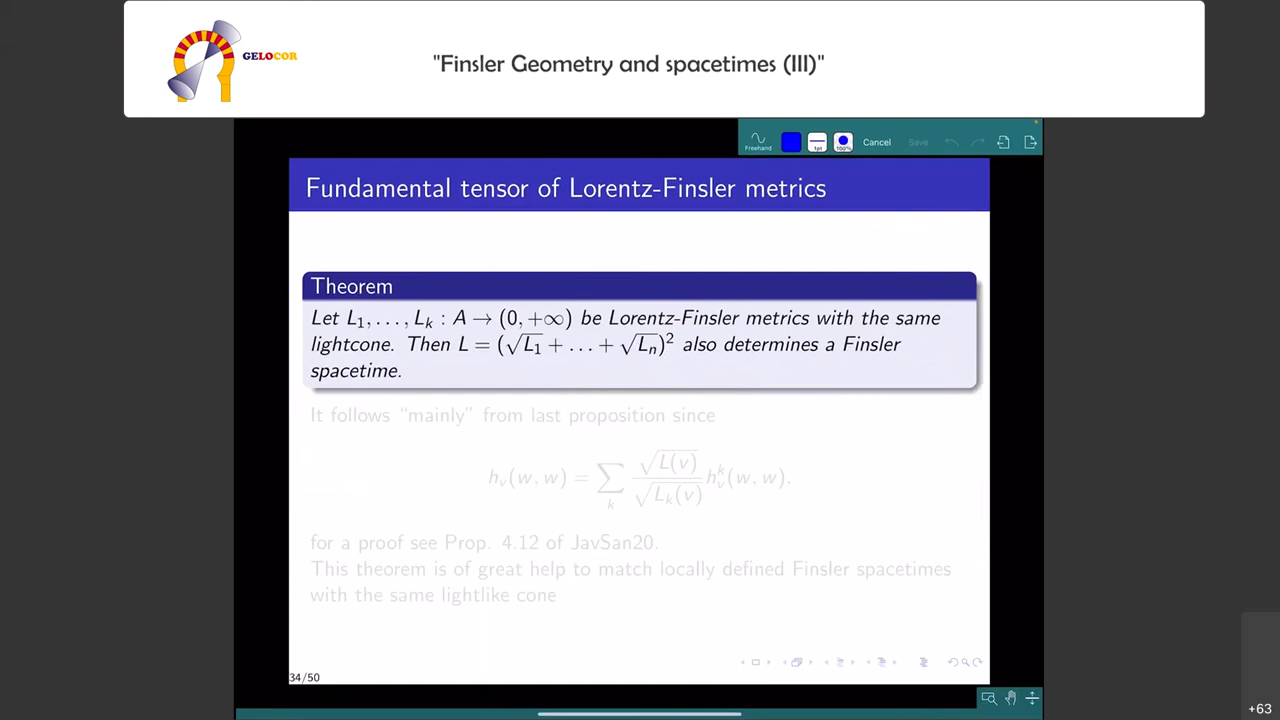 GELOCOR
"Finsler Geometry and spacetimes (III)"
Freehand
1pt
100%
Cancel
Save
Fundamental tensor of Lorentz-Finsler metrics
Theorem
Let L₁, . . . , Lₖ : A → (0, +∞) be Lorentz-Finsler metrics with the same
lightcone. Then L = (√L₁ + . . . + √Lₙ)² also determines a Finsler
spacetime.
It follows “mainly” from last proposition since
hᵥ(w, w) = ∑ₖ √L(v) / √Lₖ(v) hᵥᵏ(w, w),
for a proof see Prop. 4.12 of JavSan20.
This theorem is of great help to match locally defined Finsler spacetimes
with the same lightlike cone
34/50
+63